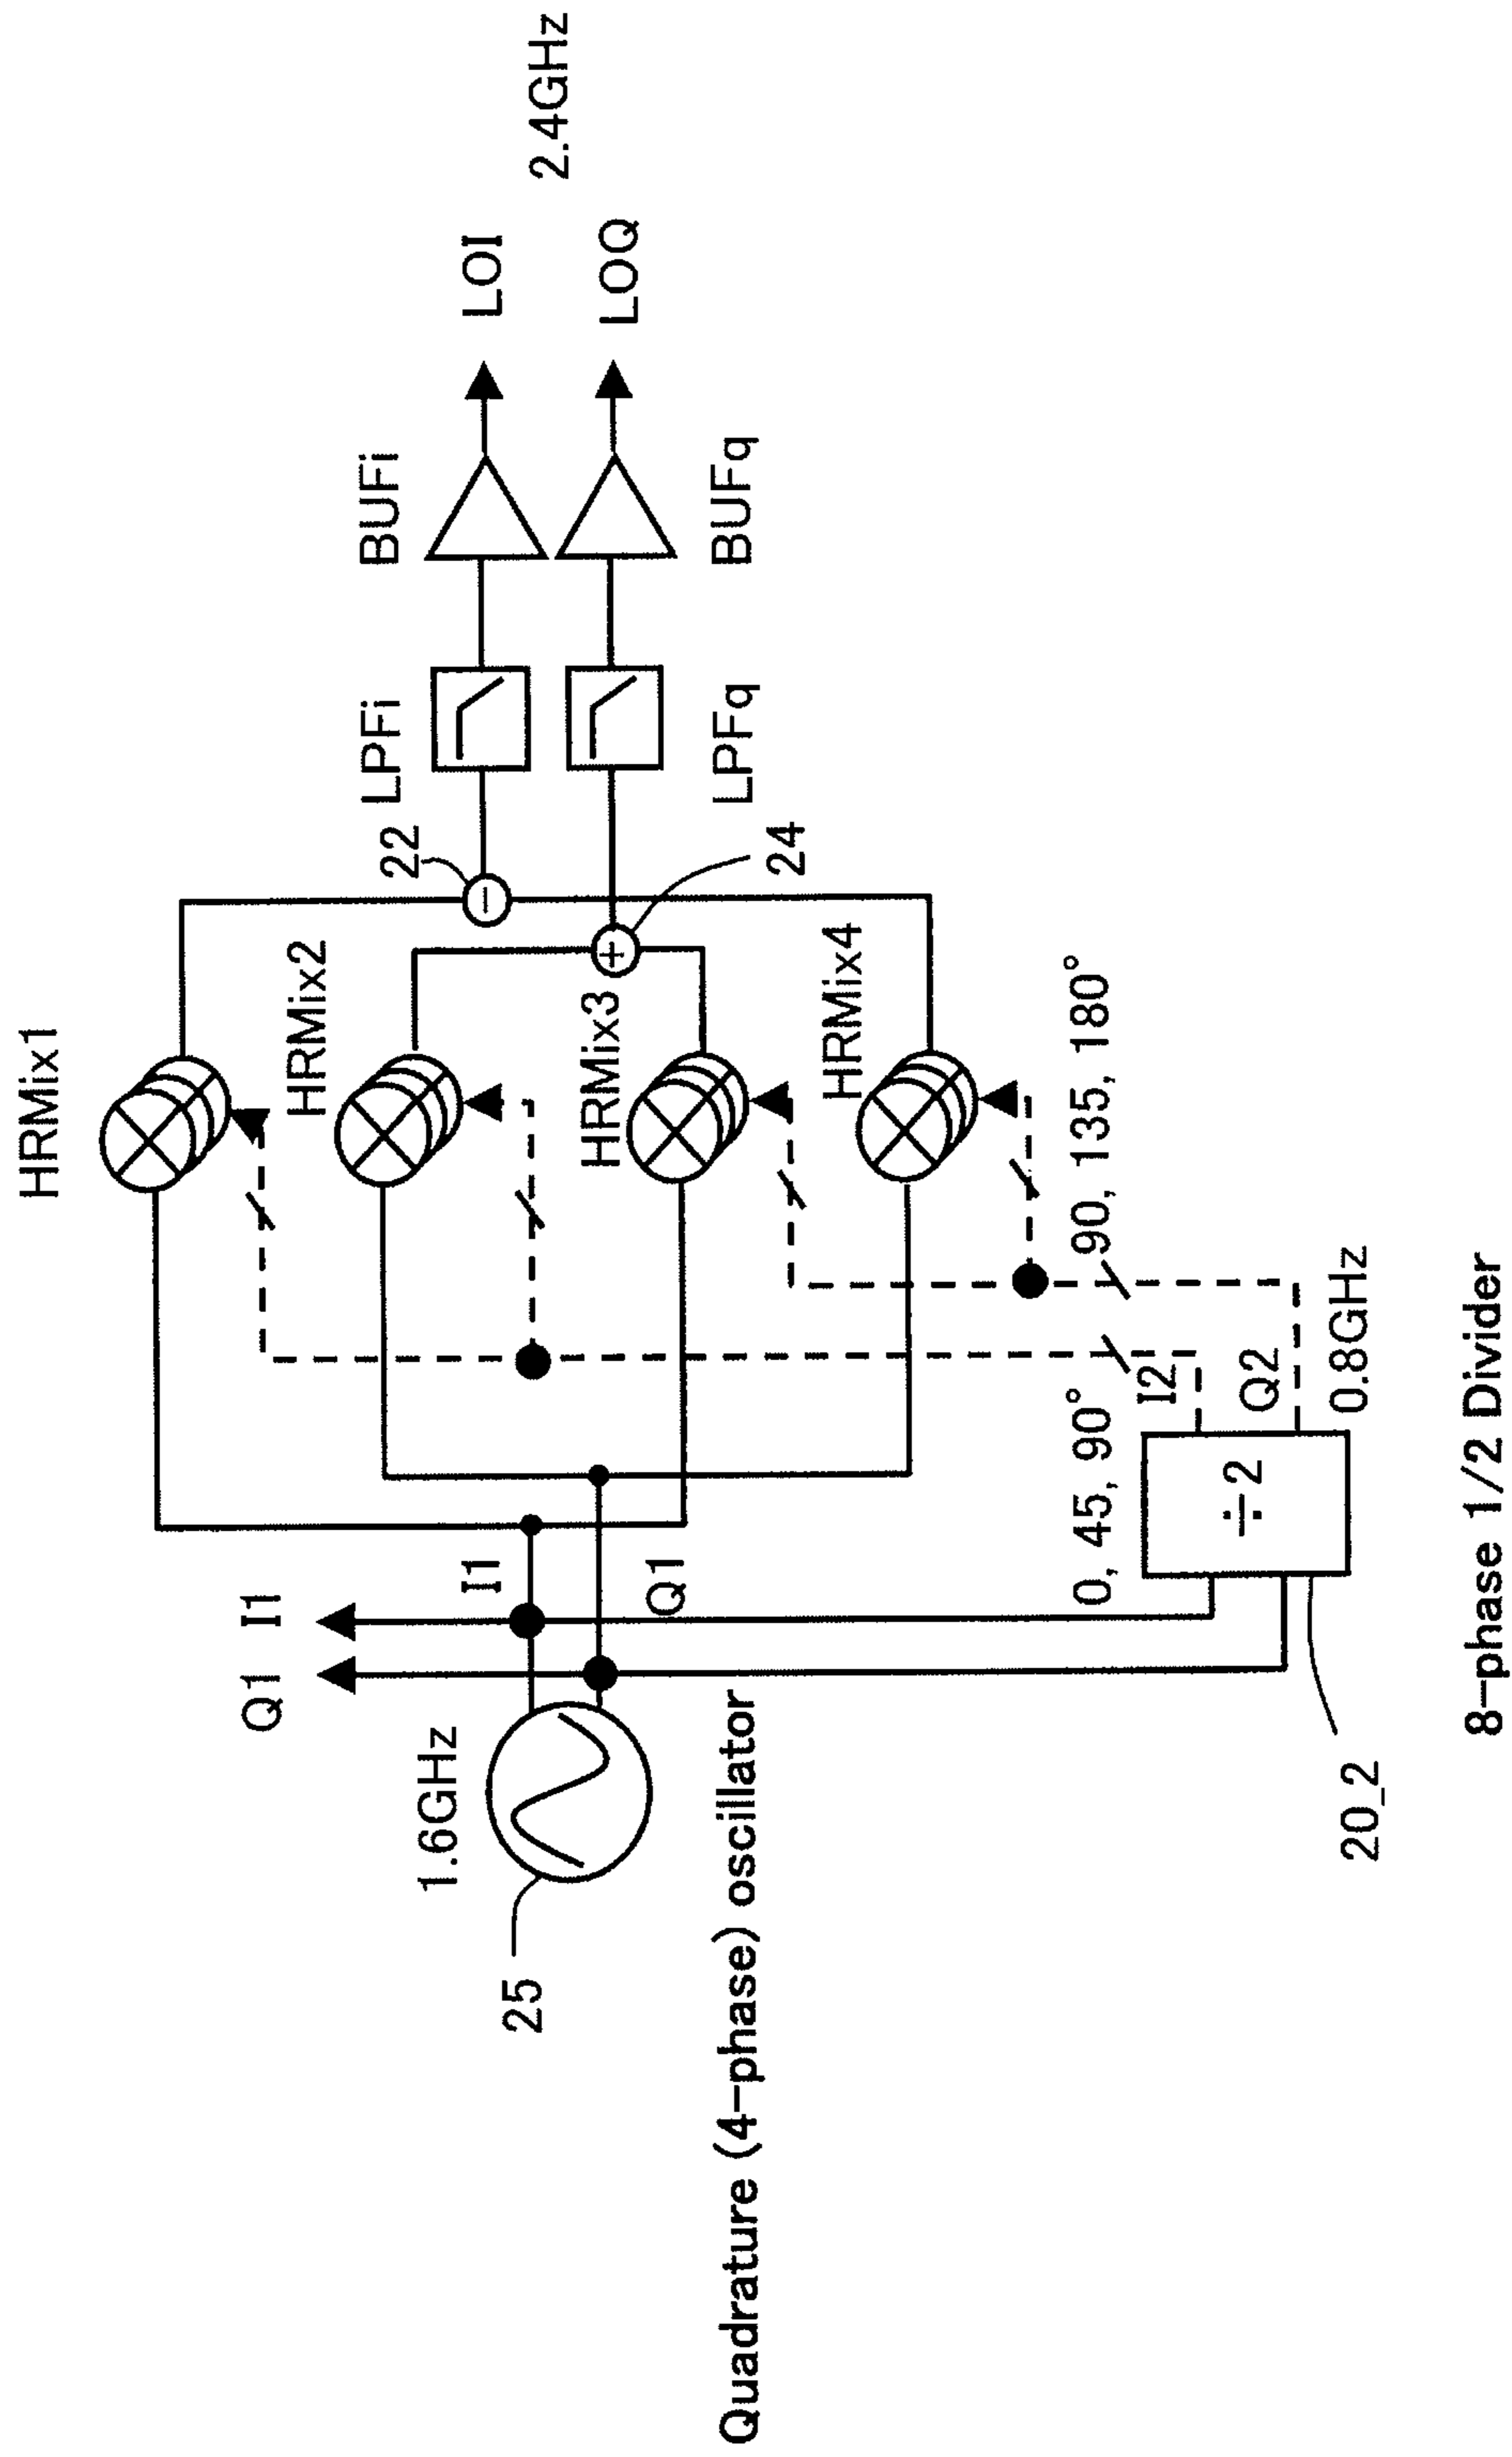 HRMix1
HRMix2
HRMix3
HRMix4
22
24
LPFi
LPFq
BUFi
BUFq
LOI
LOQ
2.4GHz
Q1
I1
I1
Q1
1.6GHz
25
Quadrature (4-phase) oscillator
0, 45, 90°
90, 135, 180°
I2
Q2
÷2
0.8GHz
20_2
8-phase 1/2 Divider